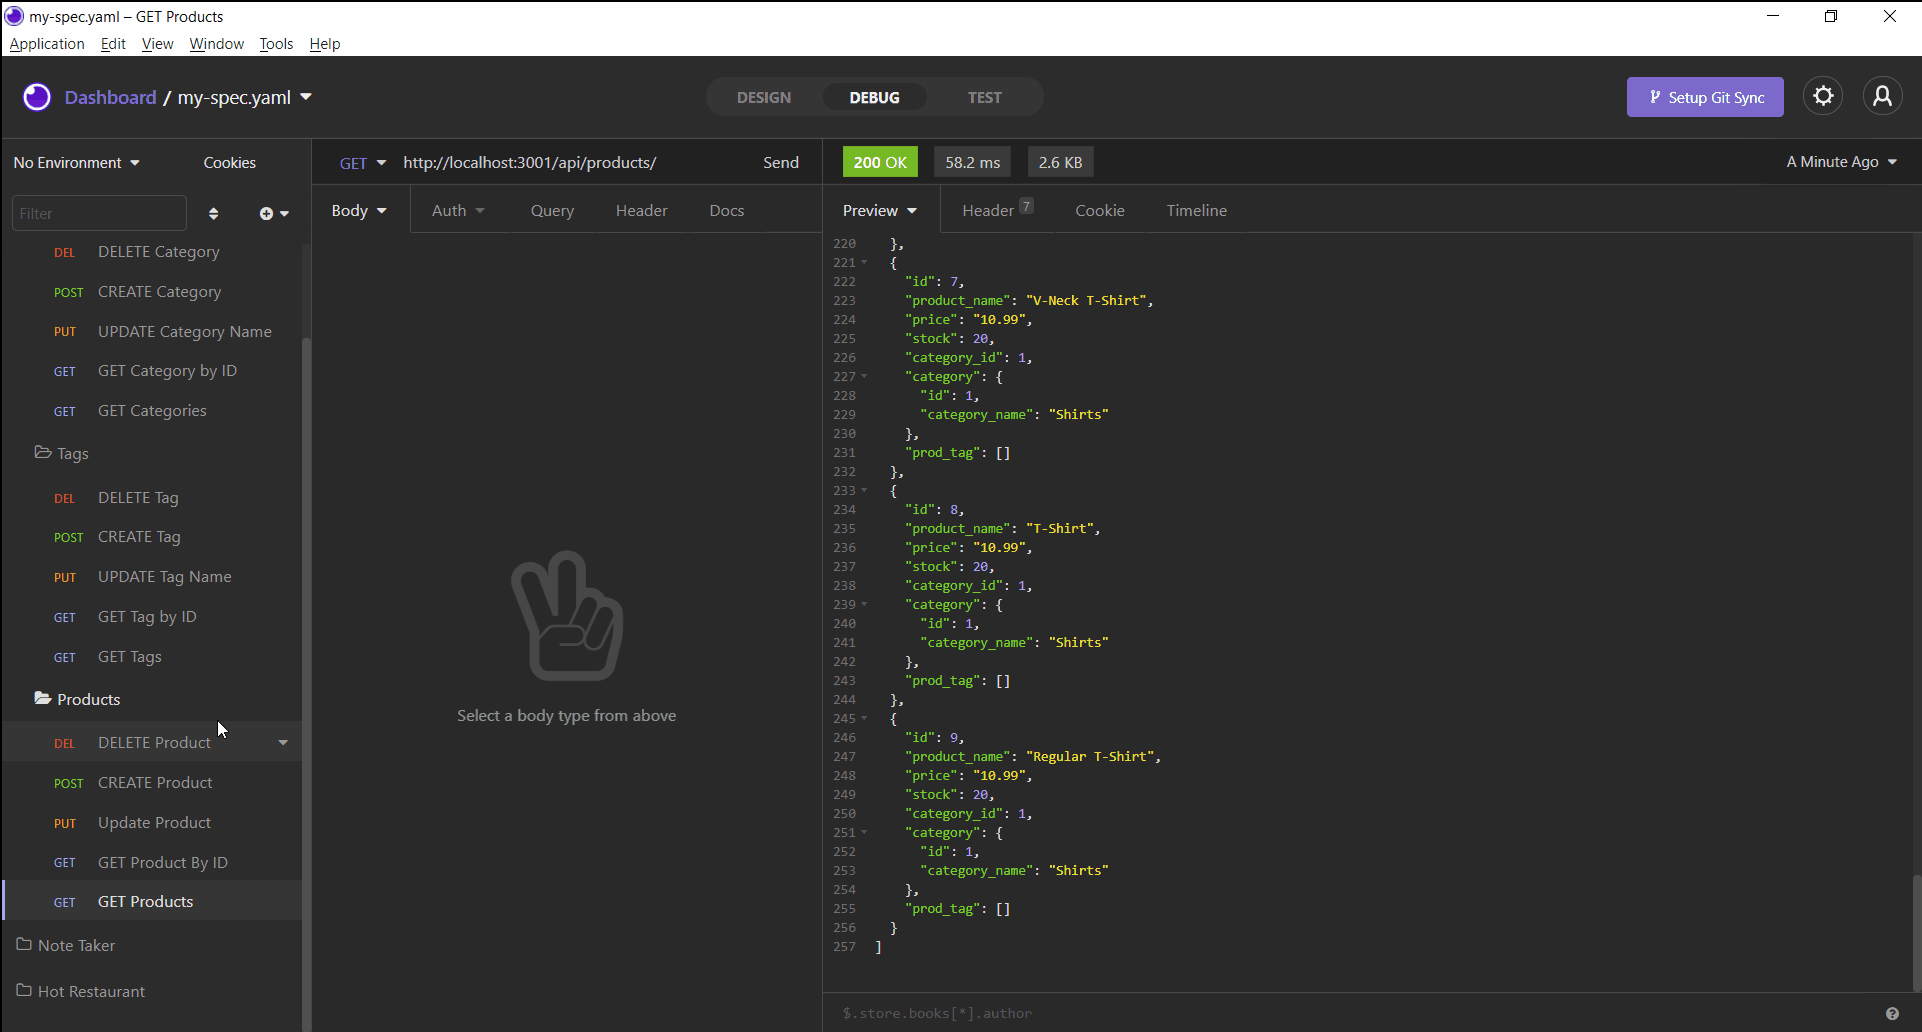 my-spec.yaml – GET Products
Application Edit View Window Tools Help
Dashboard / my-spec.yaml
DESIGN DEBUG TEST
Setup Git Sync
No Environment Cookies
GET http://localhost:3001/api/products/ Send
200 OK 58.2 ms 2.6 KB
A Minute Ago
Filter
Body Auth Query Header Docs
Preview Header 7 Cookie Timeline
DEL DELETE Category
POST CREATE Category
PUT UPDATE Category Name
GET GET Category by ID
GET GET Categories
Tags
DEL DELETE Tag
POST CREATE Tag
PUT UPDATE Tag Name
GET GET Tag by ID
GET GET Tags
Products
DEL DELETE Product
POST CREATE Product
PUT Update Product
GET GET Product By ID
GET GET Products
Note Taker
Hot Restaurant
Select a body type from above
220 },
221 {
222 "id": 7,
223 "product_name": "V-Neck T-Shirt",
224 "price": "10.99",
225 "stock": 20,
226 "category_id": 1,
227 "category": {
228 "id": 1,
229 "category_name": "Shirts"
230 },
231 "prod_tag": []
232 },
233 {
234 "id": 8,
235 "product_name": "T-Shirt",
236 "price": "10.99",
237 "stock": 20,
238 "category_id": 1,
239 "category": {
240 "id": 1,
241 "category_name": "Shirts"
242 },
243 "prod_tag": []
244 },
245 {
246 "id": 9,
247 "product_name": "Regular T-Shirt",
248 "price": "10.99",
249 "stock": 20,
250 "category_id": 1,
251 "category": {
252 "id": 1,
253 "category_name": "Shirts"
254 },
255 "prod_tag": []
256 }
257 ]
$.store.books[*].author